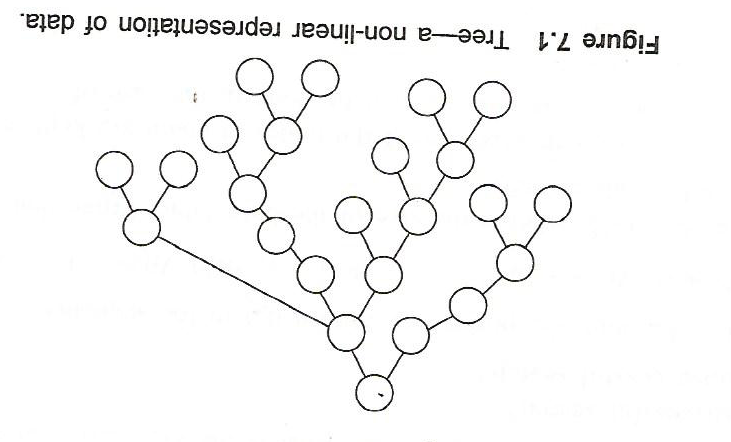 Figure 7.1 Tree—a non-linear representation of data.